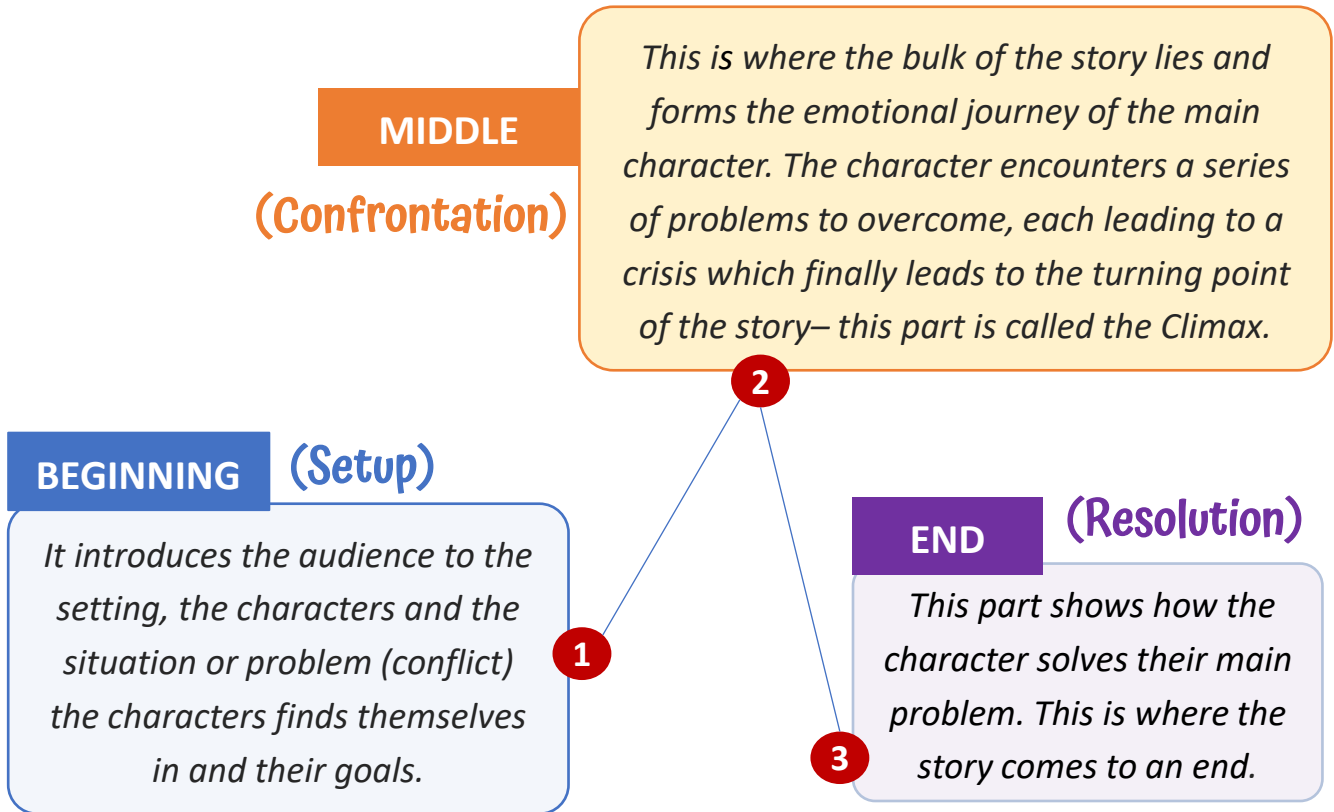 MIDDLE
(Confrontation)
This is where the bulk of the story lies and
forms the emotional journey of the main
character. The character encounters a series
of problems to overcome, each leading to a
crisis which finally leads to the turning point
of the story– this part is called the Climax.
2
BEGINNING
(Setup)
It introduces the audience to the
setting, the characters and the
situation or problem (conflict)
the characters finds themselves
in and their goals.
1
END
(Resolution)
This part shows how the
character solves their main
problem. This is where the
story comes to an end.
3